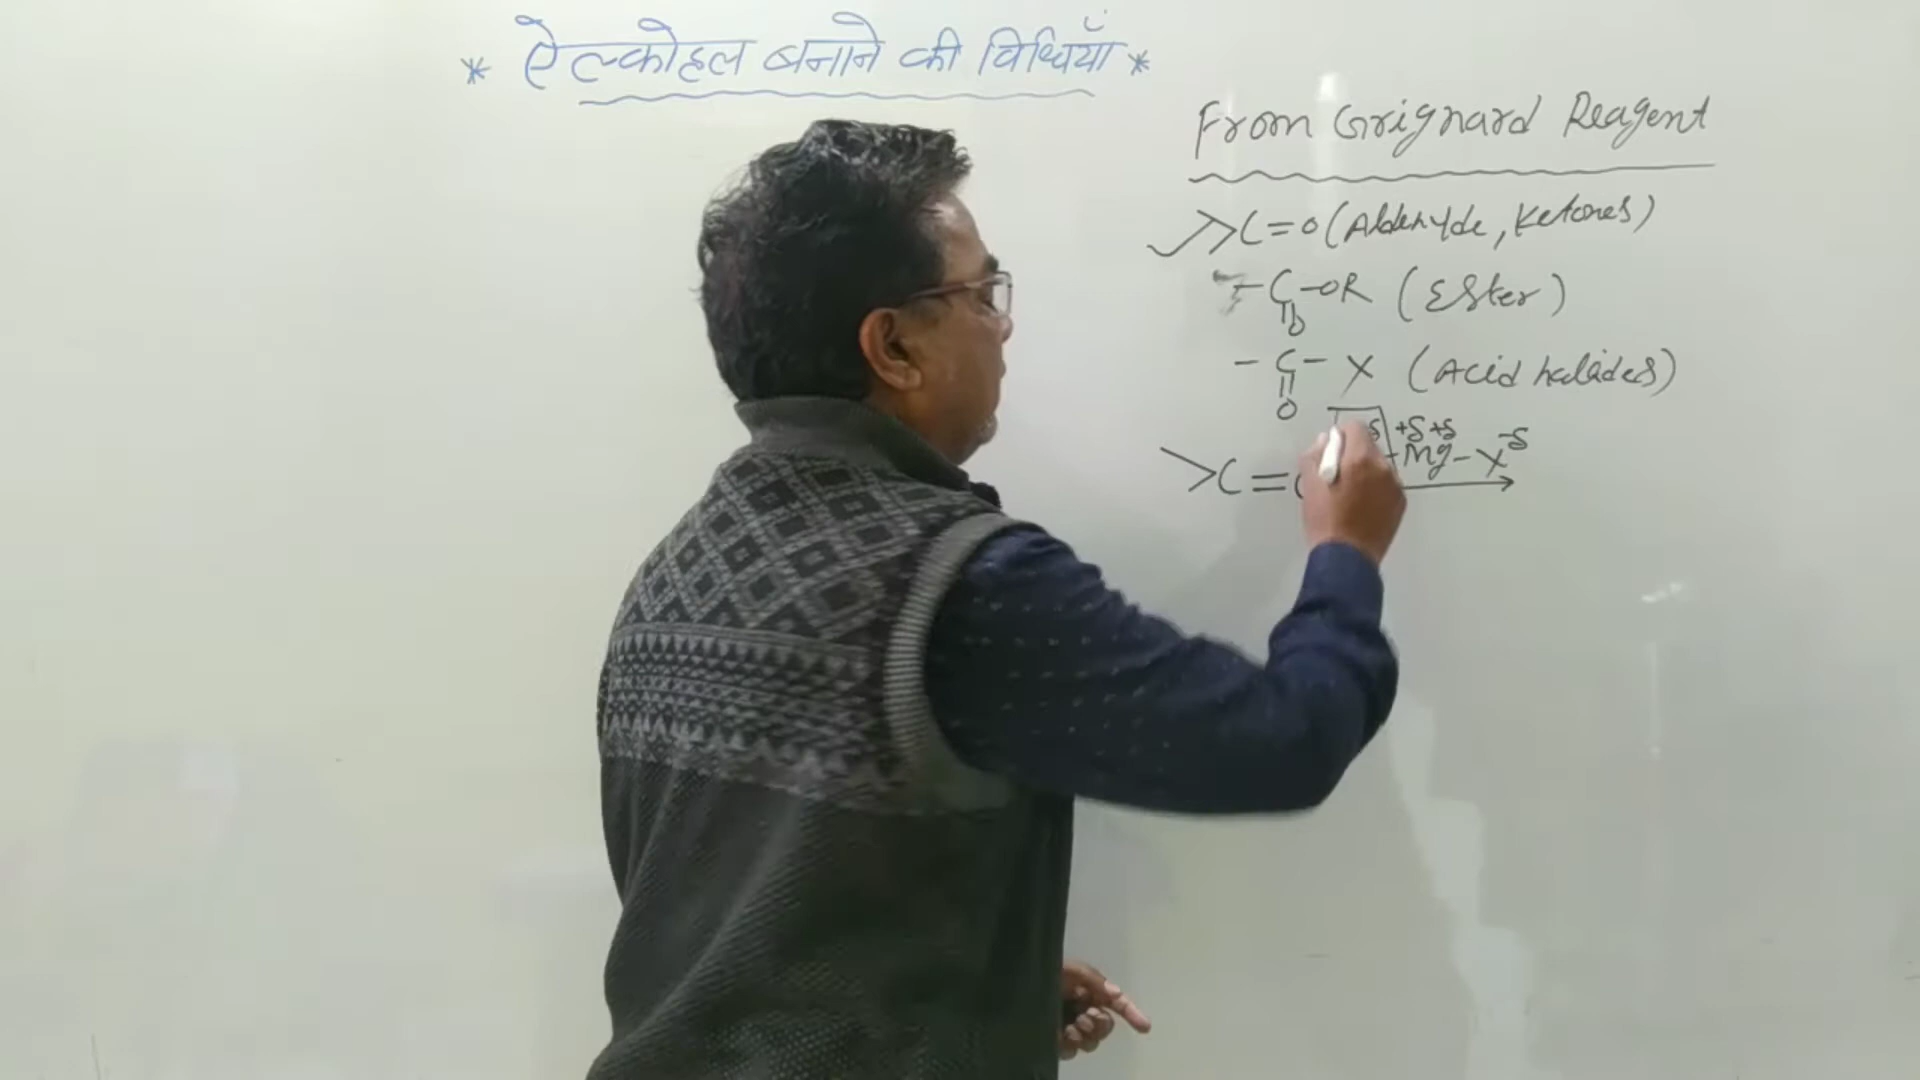 * ऐल्कोहल बनाने की विधियाँ *
From Grignard Reagent
>C=O (Aldehyde, Ketones)
-C-OR (Ester)
O
-C-X (Acid halides)
O
δ +δ +δ -δ
>C= -Mg-X